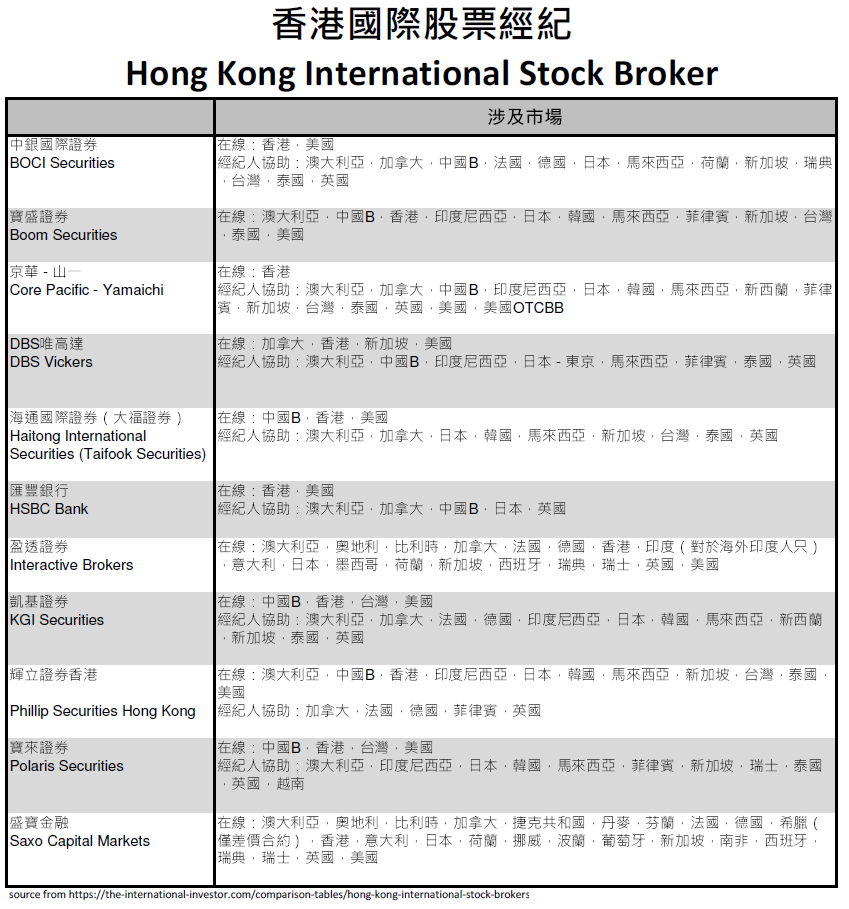 香港國際股票經紀
Hong Kong International Stock Broker
涉及市場
中銀國際證券
BOCI Securities
在線：香港，美國
經紀人協助：澳大利亞，加拿大，中國B，法國，德國，日本，馬來西亞，荷蘭，新加坡，瑞典
，台灣，泰國，英國
寶盛證券
Boom Securities
在線：澳大利亞，中國B，香港，印度尼西亞，日本，韓國，馬來西亞，菲律賓，新加坡，台灣
，泰國，美國
京華－山一
Core Pacific - Yamaichi
在線：香港
經紀人協助：澳大利亞，加拿大，中國B，印度尼西亞，日本，韓國，馬來西亞，新西蘭，菲律
賓，新加坡，台灣，泰國，英國，美國，美國OTCBB
DBS唯高達
DBS Vickers
在線：加拿大，香港，新加坡，美國
經紀人協助：澳大利亞，中國B，印度尼西亞，日本－東京，馬來西亞，菲律賓，泰國，英國
海通國際證券（大福證券）
Haitong International
Securities (Taifook Securities)
在線：中國B，香港，美國
經紀人協助：澳大利亞，加拿大，日本，韓國，馬來西亞，新加坡，台灣，泰國，英國
匯豐銀行
HSBC Bank
在線：香港，美國
經紀人協助：澳大利亞，加拿大，中國B，日本，英國
盈透證券
Interactive Brokers
在線：澳大利亞，奧地利，比利時，加拿大，法國，德國，香港，印度（對於海外印度人只）
，意大利，日本，墨西哥，荷蘭，新加坡，西班牙，瑞典，瑞士，英國，美國
凱基證券
KGI Securities
在線：中國B，香港，台灣，美國
經紀人協助：澳大利亞，加拿大，法國，德國，印度尼西亞，日本，韓國，馬來西亞，新西蘭
，新加坡，泰國，英國
輝立證券香港
Phillip Securities Hong Kong
在線：澳大利亞，中國B，香港，印度尼西亞，日本，韓國，馬來西亞，新加坡，台灣，泰國，
美國
經紀人協助：加拿大，法國，德國，菲律賓，英國
寶來證券
Polaris Securities
在線：中國B，香港，台灣，美國
經紀人協助：澳大利亞，印度尼西亞，日本，韓國，馬來西亞，菲律賓，新加坡，瑞士，泰國
，英國，越南
盛寶金融
Saxo Capital Markets
在線：澳大利亞，奧地利，比利時，加拿大，捷克共和國，丹麥，芬蘭，法國，德國，希臘（
僅差價合約），香港，意大利，日本，荷蘭，挪威，波蘭，葡萄牙，新加坡，南非，西班牙，
瑞典，瑞士，英國，美國
source from https://the-international-investor.com/comparison-tables/hong-kong-international-stock-brokers